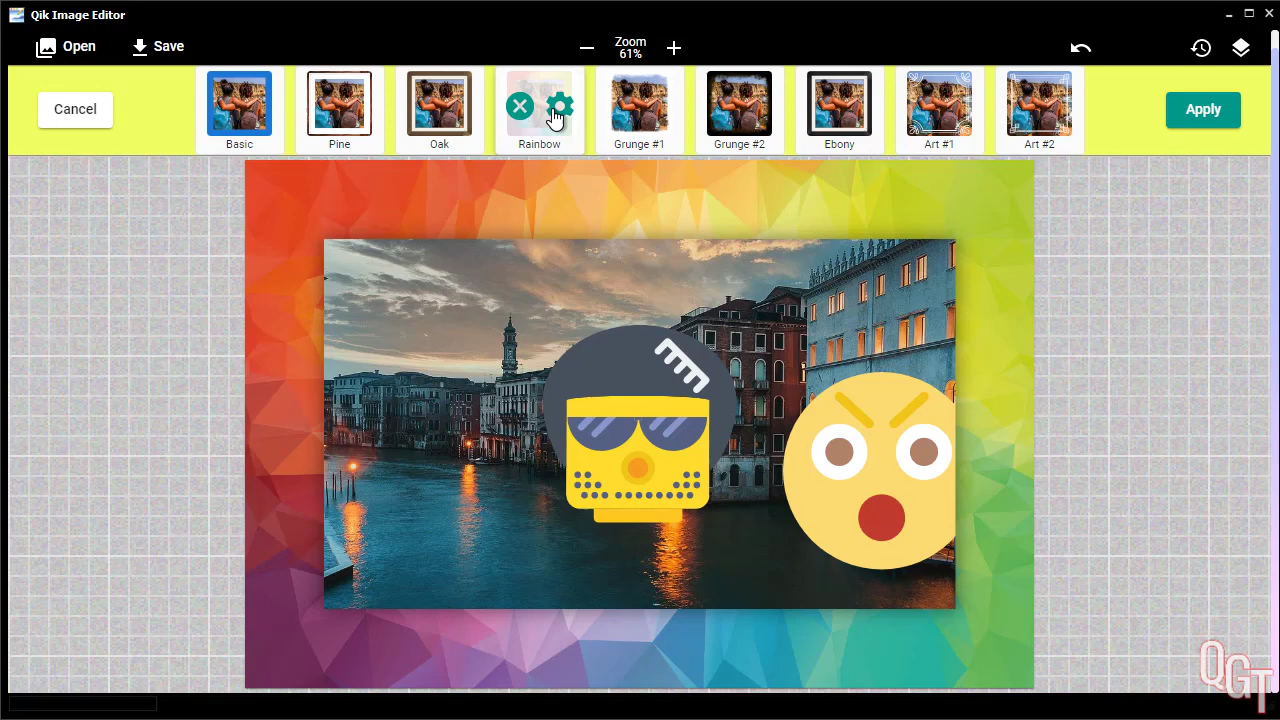 Qik Image Editor
Open
Save
Zoom
61%
Cancel
Basic
Pine
Oak
Rainbow
Grunge #1
Grunge #2
Ebony
Art #1
Art #2
Apply
QGT